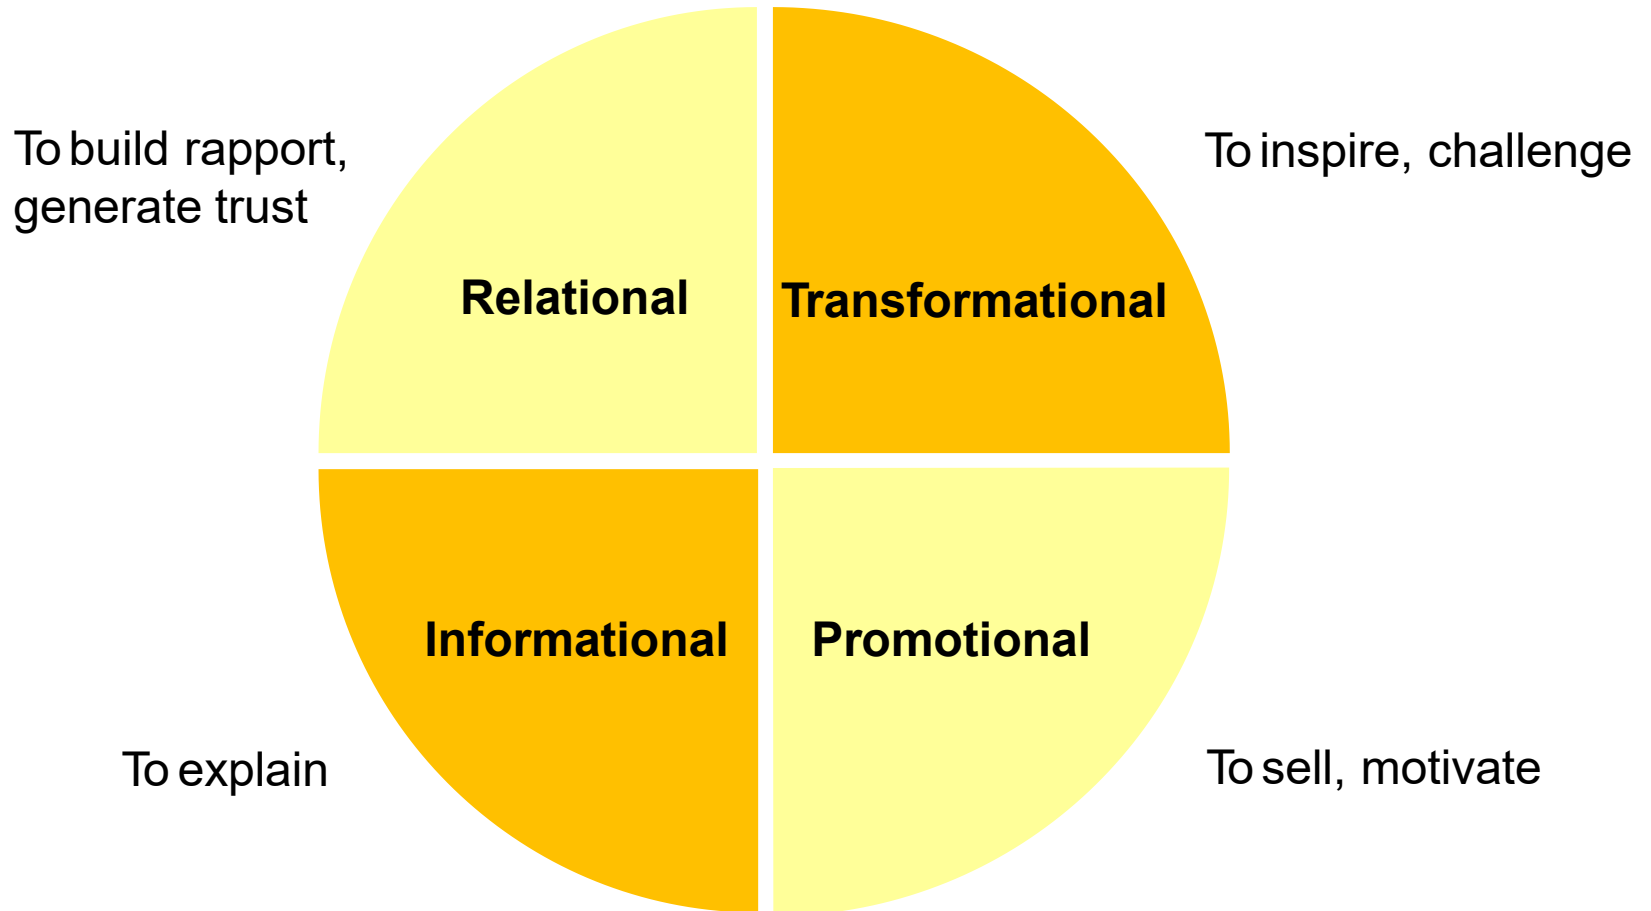 To build rapport,
generate trust
To inspire, challenge
Relational
Transformational
Informational
Promotional
To explain
To sell, motivate